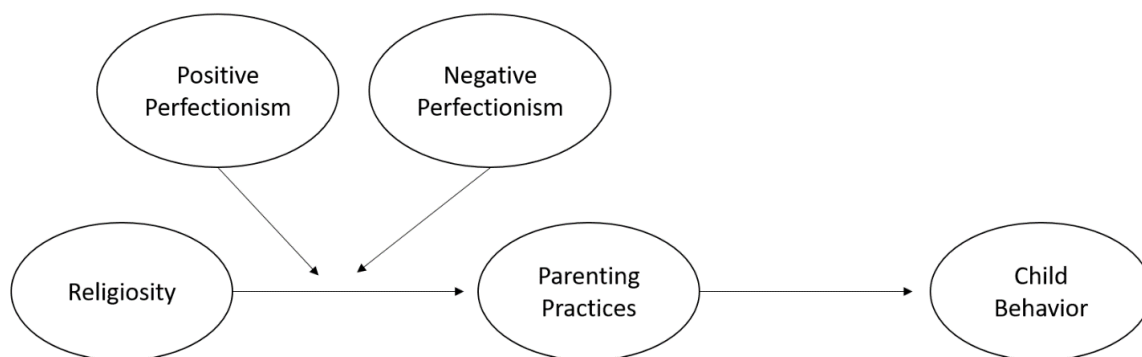 Positive
Perfectionism
Negative
Perfectionism
Religiosity
Parenting
Practices
Child
Behavior